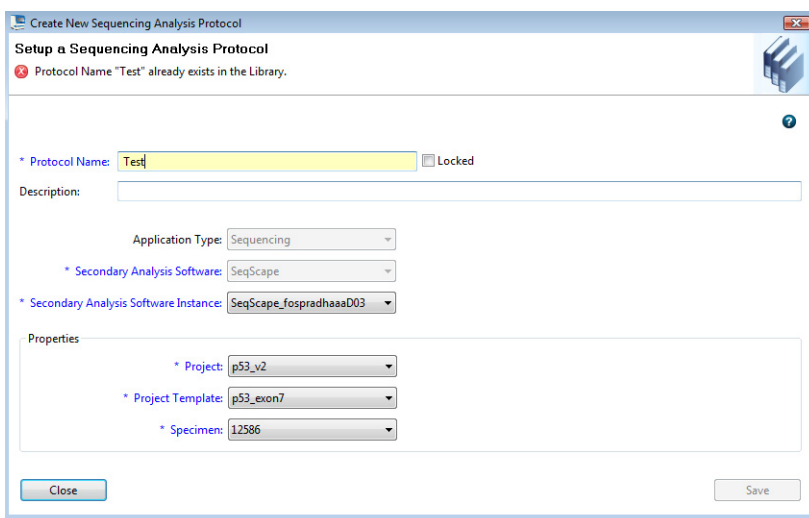 Create New Sequencing Analysis Protocol
Setup a Sequencing Analysis Protocol
Protocol Name "Test" already exists in the Library.
* Protocol Name: Test Locked
Description:
Application Type: Sequencing
* Secondary Analysis Software: SeqScape
* Secondary Analysis Software Instance: SeqScape_fospradhaaaD03
Properties
* Project: p53_v2
* Project Template: p53_exon7
* Specimen: 12586
Close Save